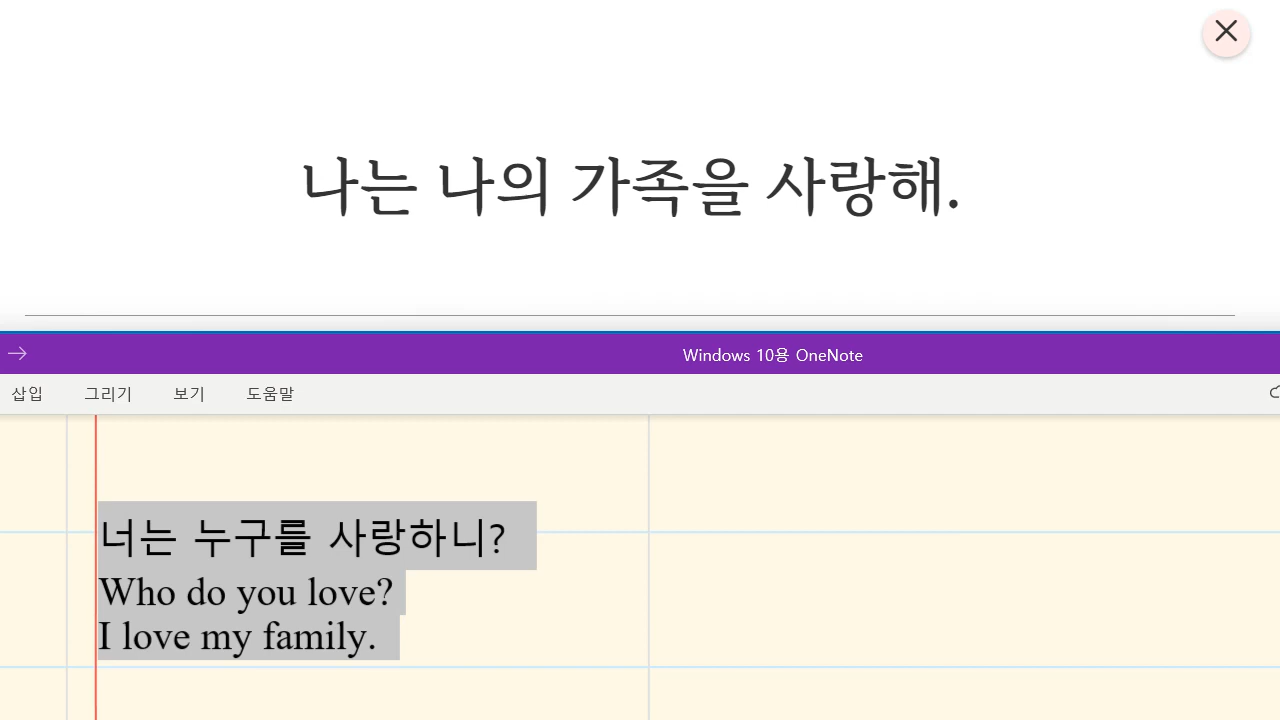 나는 나의 가족을 사랑해.
Windows 10용 OneNote
삽입 그리기 보기 도움말
너는 누구를 사랑하니?
Who do you love?
I love my family.